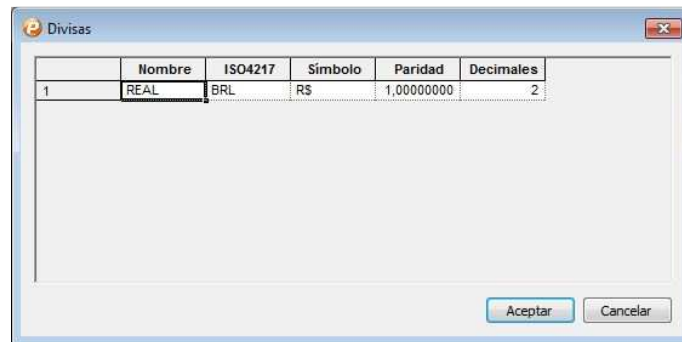 Divisas
Nombre ISO4217 Símbolo Paridad Decimales
1 REAL BRL R$ 1,00000000 2
Aceptar Cancelar